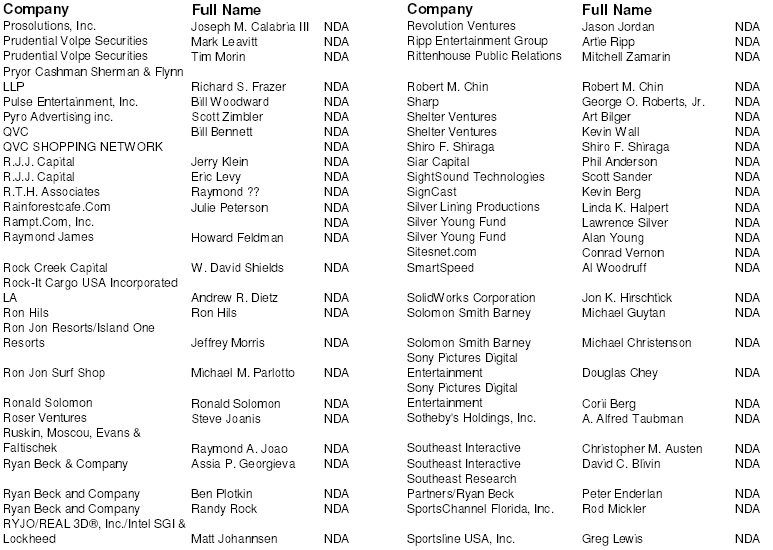 Company Full Name
Prosolutions, Inc. Joseph M. Calabria III NDA
Prudential Volpe Securities Mark Leavitt NDA
Prudential Volpe Securities Tim Morin NDA
Pryor Cashman Sherman & Flynn
LLP Richard S. Frazer NDA
Pulse Entertainment, Inc. Bill Woodward NDA
Pyro Advertising inc. Scott Zimbler NDA
QVC Bill Bennett NDA
QVC SHOPPING NETWORK NDA
R.J.J. Capital Jerry Klein NDA
R.J.J. Capital Eric Levy NDA
R.T.H. Associates Raymond ?? NDA
Rainforestcafe.Com Julie Peterson NDA
Rampt.Com, Inc. NDA
Raymond James Howard Feldman NDA
Rock Creek Capital W. David Shields NDA
Rock-It Cargo USA Incorporated
LA Andrew R. Dietz NDA
Ron Hils Ron Hils NDA
Ron Jon Resorts/Island One
Resorts Jeffrey Morris NDA
Ron Jon Surf Shop Michael M. Parlotto NDA
Ronald Solomon Ronald Solomon NDA
Roser Ventures Steve Joanis NDA
Ruskin, Moscou, Evans &
Faltischek Raymond A. Joao NDA
Ryan Beck & Company Assia P. Georgieva NDA
Ryan Beck and Company Ben Plotkin NDA
Ryan Beck and Company Randy Rock NDA
RYJO/REAL 3D®, Inc./Intel SGI &
Lockheed Matt Johannsen NDA
Company Full Name
Revolution Ventures Jason Jordan NDA
Ripp Entertainment Group Artie Ripp NDA
Rittenhouse Public Relations Mitchell Zamarin NDA
Robert M. Chin Robert M. Chin NDA
Sharp George O. Roberts, Jr. NDA
Shelter Ventures Art Bilger NDA
Shelter Ventures Kevin Wall NDA
Shiro F. Shiraga Shiro F. Shiraga NDA
Siar Capital Phil Anderson NDA
SightSound Technologies Scott Sander NDA
SignCast Kevin Berg NDA
Silver Lining Productions Linda K. Halpert NDA
Silver Young Fund Lawrence Silver NDA
Silver Young Fund Alan Young NDA
Sitesnet.com Conrad Vernon NDA
SmartSpeed Al Woodruff NDA
SolidWorks Corporation Jon K. Hirschtick NDA
Solomon Smith Barney Michael Guytan NDA
Solomon Smith Barney Michael Christenson NDA
Sony Pictures Digital
Entertainment Douglas Chey NDA
Sony Pictures Digital
Entertainment Corii Berg NDA
Sotheby's Holdings, Inc. A. Alfred Taubman NDA
Southeast Interactive Christopher M. Austen NDA
Southeast Interactive David C. Blivin NDA
Southeast Research
Partners/Ryan Beck Peter Enderlan NDA
SportsChannel Florida, Inc. Rod Mickler NDA
Sportsline USA, Inc. Greg Lewis NDA